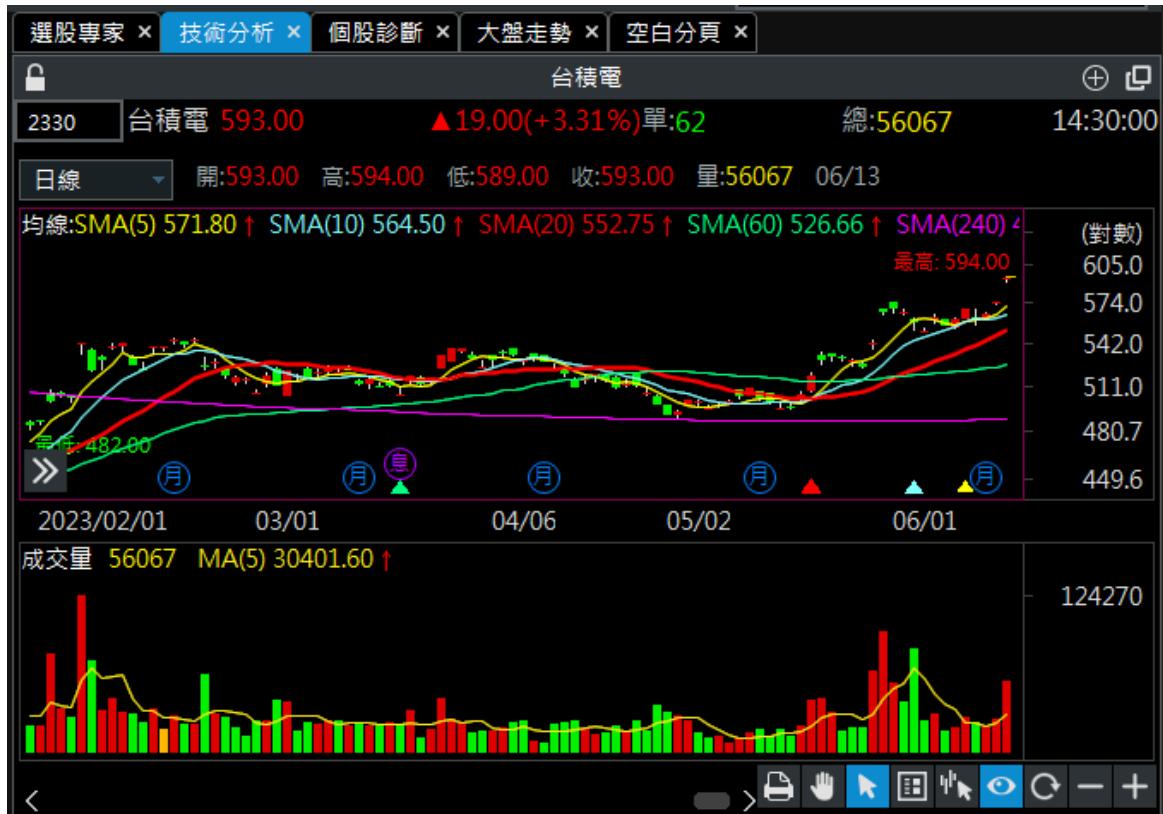 選股專家 × 技術分析 × 個股診斷 × 大盤走勢 × 空白分頁 ×
台積電
2330 台積電 593.00 ▲19.00(+3.31%) 單:62 總:56067 14:30:00
日線 開:593.00 高:594.00 低:589.00 收:593.00 量:56067 06/13
均線:SMA(5) 571.80↑ SMA(10) 564.50↑ SMA(20) 552.75↑ SMA(60) 526.66↑ SMA(240) 4
(對數)
最高: 594.00
605.0
574.0
542.0
511.0
480.7
最低: 482.00
449.6
月 月 息 月 月 月
2023/02/01 03/01 04/06 05/02 06/01
成交量 56067 MA(5) 30401.60↑
124270